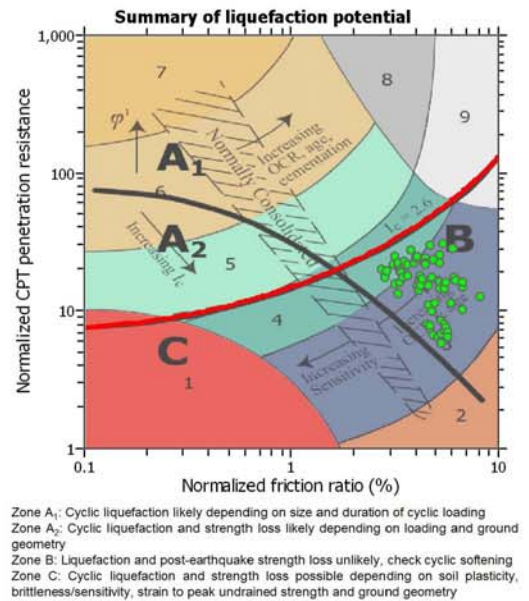 Summary of liquefaction potential
1,000
100
10
1
Normalized CPT penetration resistance
7
8
9
φ'
Increasing
OCR, age,
cementation
Normally Consolidated
A1
6
A2
Increasing Ic
5
Ic = 2.6
B
4
C
1
Increasing
Sensitivity
2
0.1
1
10
Normalized friction ratio (%)
Zone A1: Cyclic liquefaction likely depending on size and duration of cyclic loading
Zone A2: Cyclic liquefaction and strength loss likely depending on loading and ground
geometry
Zone B: Liquefaction and post-earthquake strength loss unlikely, check cyclic softening
Zone C: Cyclic liquefaction and strength loss possible depending on soil plasticity,
brittleness/sensitivity, strain to peak undrained strength and ground geometry